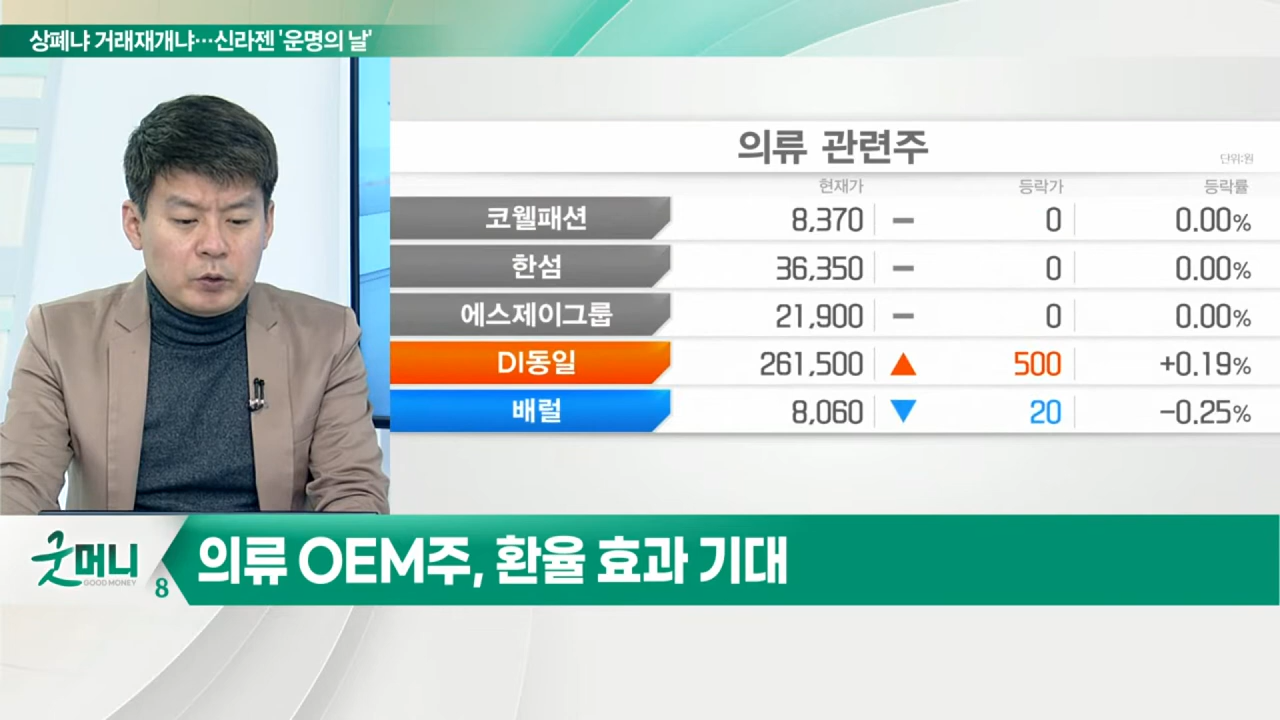 상폐냐 거래재개냐…신라젠 '운명의 날'
의류 관련주
단위:원
현재가 등락가 등락률
코웰패션 8,370 0 0.00%
한섬 36,350 0 0.00%
에스제이그룹 21,900 0 0.00%
DI동일 261,500 ▲ 500 +0.19%
배럴 8,060 ▼ 20 -0.25%
굿머니
GOOD MONEY
8
의류 OEM주, 환율 효과 기대